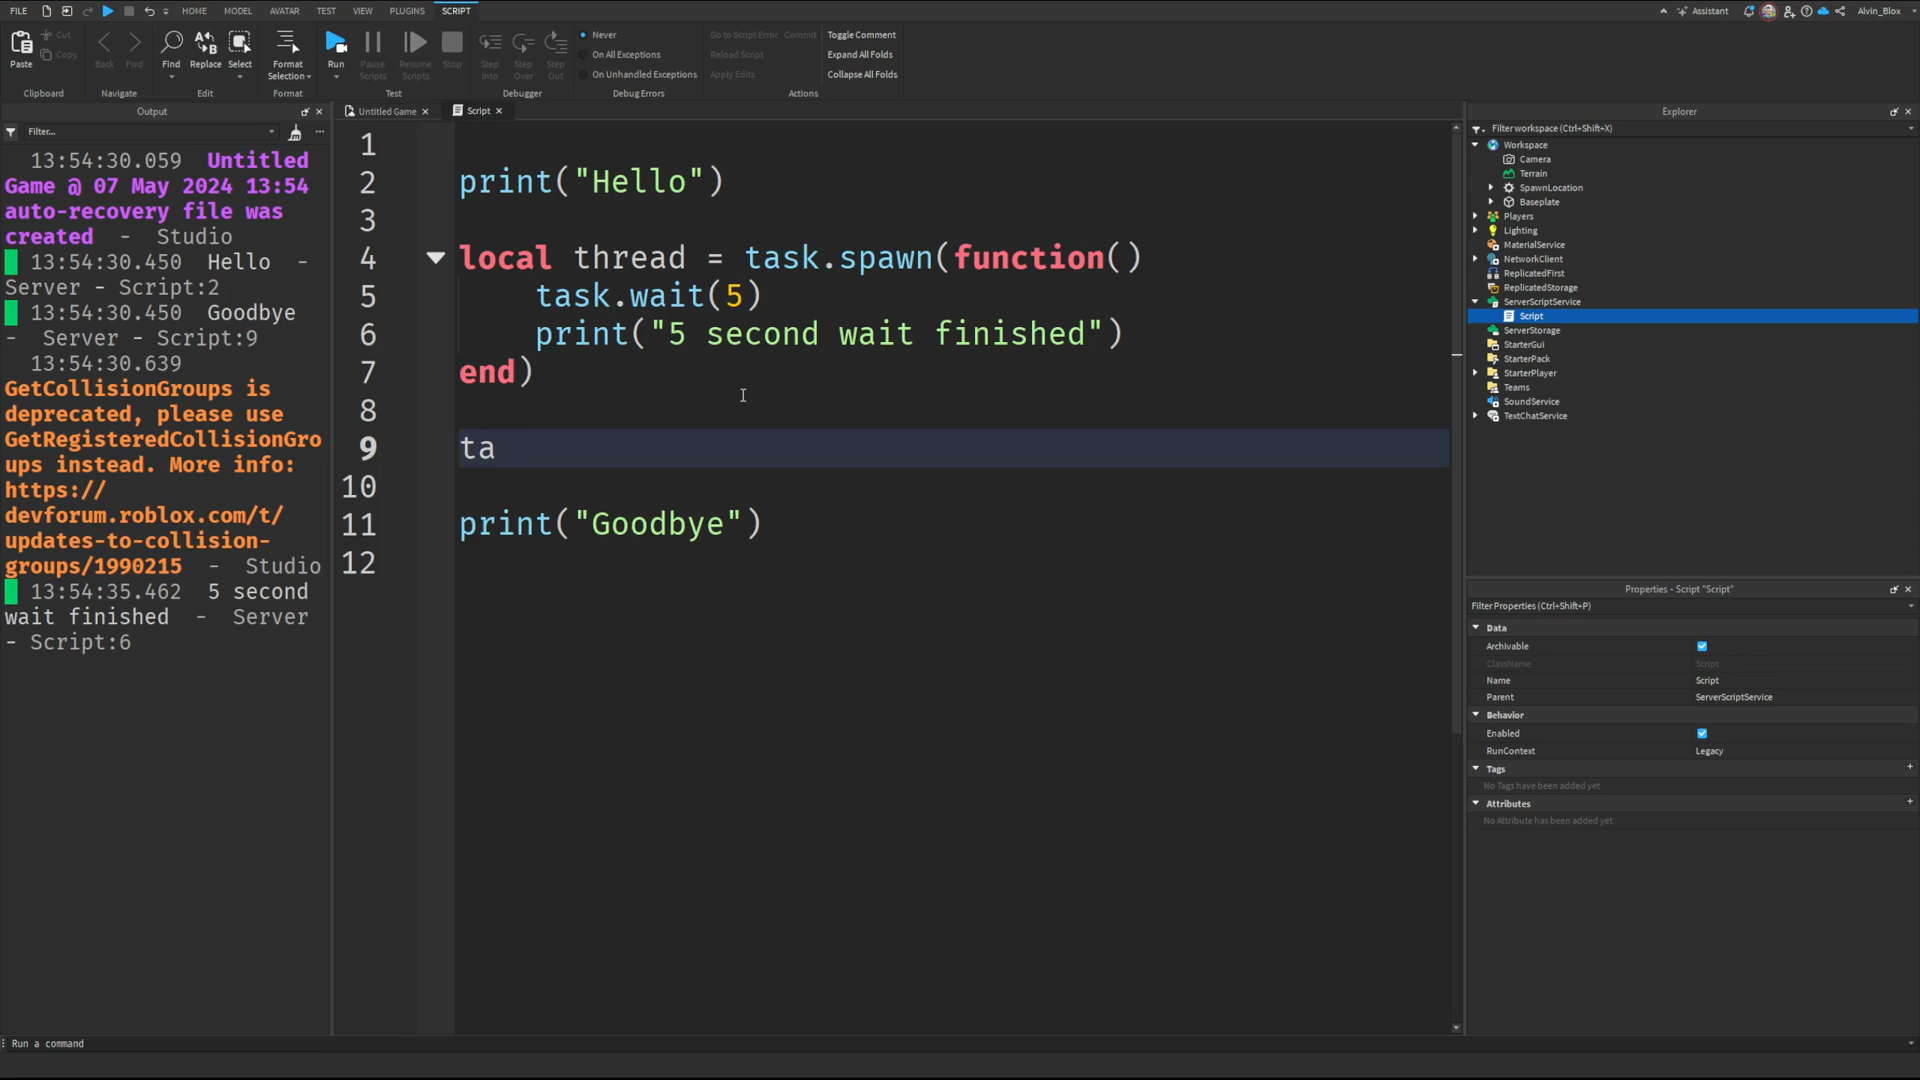 FILE HOME MODEL AVATAR TEST VIEW PLUGINS SCRIPT Assistant Alvin_Blox
Paste Cut Copy Back Fwd Find Replace Select Format Selection Run Pause Scripts Resume Scripts Stop Step Into Step Over Step Out
Never
On All Exceptions
On Unhandled Exceptions
Go to Script Error Commit
Reload Script
Apply Edits
Toggle Comment
Expand All Folds
Collapse All Folds
Clipboard Navigate Edit Format Test Debugger Debug Errors Actions
Output
Filter...
13:54:30.059 Untitled
Game @ 07 May 2024 13:54
auto-recovery file was
created - Studio
13:54:30.450 Hello -
Server - Script:2
13:54:30.450 Goodbye
- Server - Script:9
13:54:30.639
GetCollisionGroups is
deprecated, please use
GetRegisteredCollisionGro
ups instead. More info:
https://
devforum.roblox.com/t/
updates-to-collision-
groups/1990215 - Studio
13:54:35.462 5 second
wait finished - Server
- Script:6
Untitled Game Script
1
2 print("Hello")
3
4 local thread = task.spawn(function()
5 task.wait(5)
6 print("5 second wait finished")
7 end)
8
9 ta
10
11 print("Goodbye")
12
Explorer
Filter workspace (Ctrl+Shift+X)
Workspace
Camera
Terrain
SpawnLocation
Baseplate
Players
Lighting
MaterialService
NetworkClient
ReplicatedFirst
ReplicatedStorage
ServerScriptService
Script
ServerStorage
StarterGui
StarterPack
StarterPlayer
Teams
SoundService
TextChatService
Properties - Script "Script"
Filter Properties (Ctrl+Shift+P)
Data
Archivable
ClassName Script
Name Script
Parent ServerScriptService
Behavior
Enabled
RunContext Legacy
Tags
No Tags have been added yet
Attributes
No Attribute has been added yet
Run a command